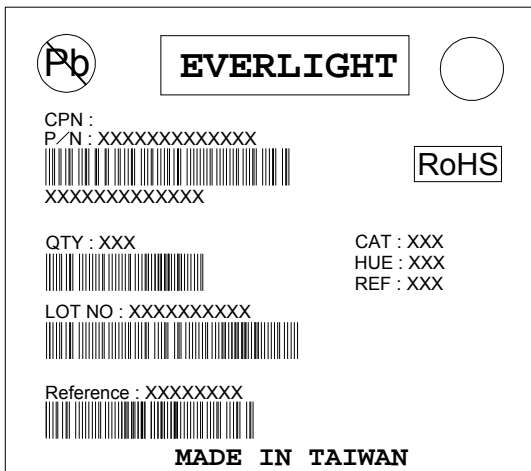 Pb
EVERLIGHT
CPN :
P/N : XXXXXXXXXXXXX
RoHS
XXXXXXXXXXXXX
QTY : XXX
CAT : XXX
HUE : XXX
REF : XXX
LOT NO : XXXXXXXXXX
Reference : XXXXXXXX
MADE IN TAIWAN